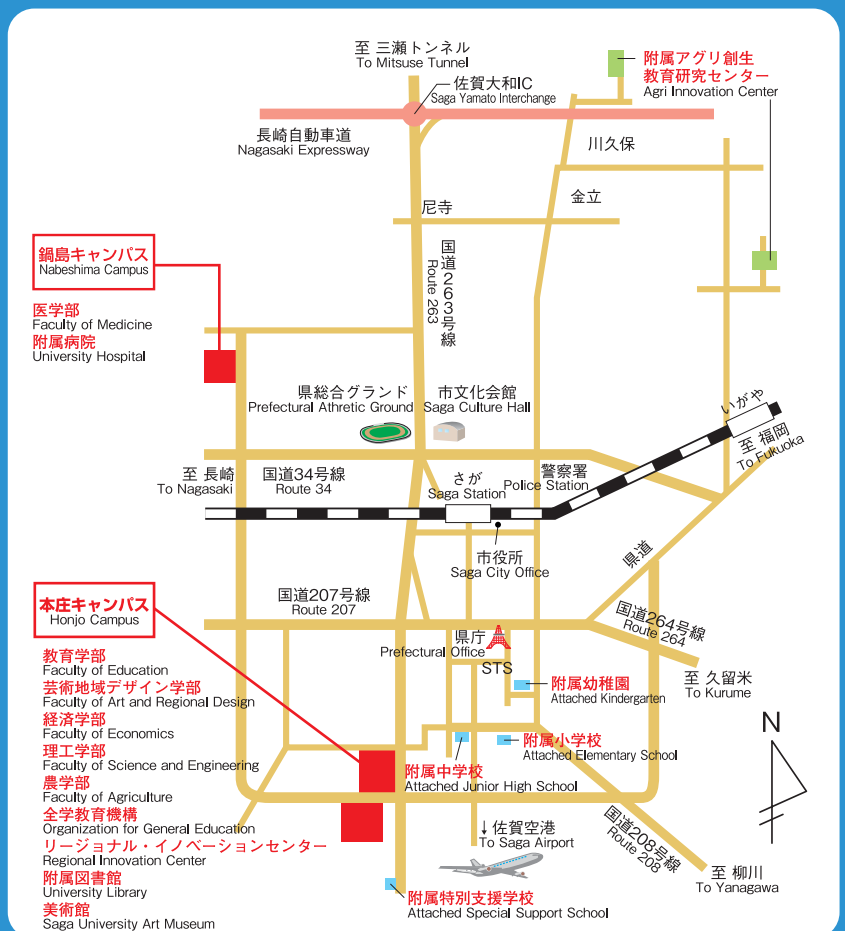 至 三瀬トンネル
To Mitsuse Tunnel
佐賀大和IC
Saga Yamato Interchange
附属アグリ創生
教育研究センター
Agri Innovation Center
長崎自動車道
Nagasaki Expressway
川久保
金立
尼寺
国道263号線
Route 263
鍋島キャンパス
Nabeshima Campus
医学部
Faculty of Medicine
附属病院
University Hospital
県総合グランド
Prefectural Athretic Ground
市文化会館
Saga Culture Hall
いがや
至 福岡
To Fukuoka
至 長崎
To Nagasaki
国道34号線
Route 34
さが
Saga Station
警察署
Police Station
市役所
Saga City Office
県道
国道207号線
Route 207
国道264号線
Route 264
県庁
Prefectural Office
STS
至 久留米
To Kurume
附属幼稚園
Attached Kindergarten
本庄キャンパス
Honjo Campus
教育学部
Faculty of Education
芸術地域デザイン学部
Faculty of Art and Regional Design
経済学部
Faculty of Economics
理工学部
Faculty of Science and Engineering
農学部
Faculty of Agriculture
全学教育機構
Organization for General Education
リージョナル・イノベーションセンター
Regional Innovation Center
附属図書館
University Library
美術館
Saga University Art Museum
附属小学校
Attached Elementary School
附属中学校
Attached Junior High School
N
↓佐賀空港
To Saga Airport
国道208号線
Route 208
至 柳川
To Yanagawa
附属特別支援学校
Attached Special Support School